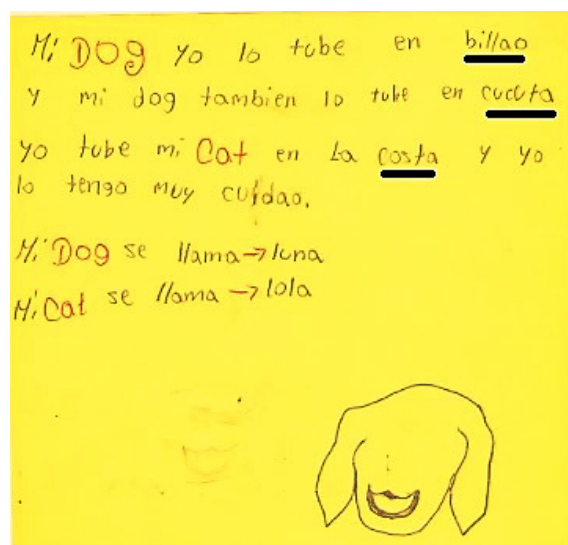 Mi DOg yo lo tube en billao
y mi dog tambien lo tube en cucuta
yo tube mi Cat en La costa y yo
lo tengo muy cuidao.
Mi Dog se llama→luna
Mi Cat se llama→lola